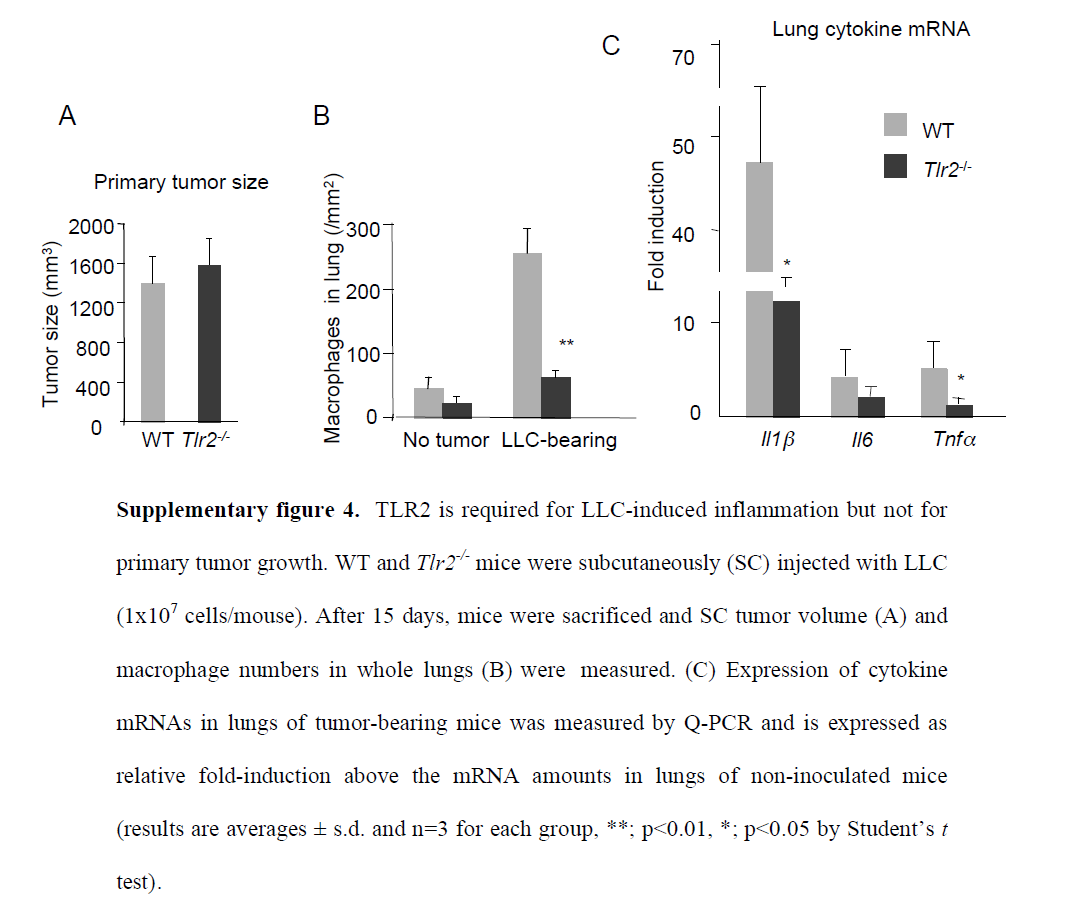 A
Primary tumor size
Tumor size (mm³)
2000
1600
1200
800
400
0
WT Tlr2-/-
B
Macrophages in lung (/mm²)
300
200
100
0
**
No tumor LLC-bearing
C
Lung cytokine mRNA
Fold induction
70
50
40
10
0
WT
Tlr2-/-
*
*
Il1β Il6 Tnfα
Supplementary figure 4. TLR2 is required for LLC-induced inflammation but not for
primary tumor growth. WT and Tlr2-/- mice were subcutaneously (SC) injected with LLC
(1x10⁷ cells/mouse). After 15 days, mice were sacrificed and SC tumor volume (A) and
macrophage numbers in whole lungs (B) were measured. (C) Expression of cytokine
mRNAs in lungs of tumor-bearing mice was measured by Q-PCR and is expressed as
relative fold-induction above the mRNA amounts in lungs of non-inoculated mice
(results are averages ± s.d. and n=3 for each group, **; p<0.01, *; p<0.05 by Student’s t
test).